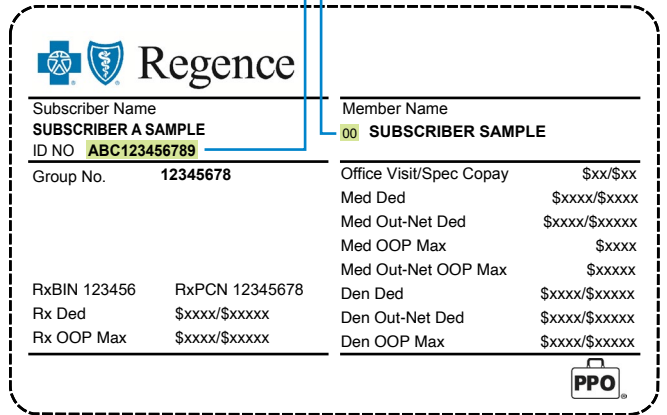 Regence
Subscriber Name
SUBSCRIBER A SAMPLE
ID NO ABC123456789
Member Name
00 SUBSCRIBER SAMPLE
Group No. 12345678
RxBIN 123456 RxPCN 12345678
Rx Ded $xxxx/$xxxxx
Rx OOP Max $xxxx/$xxxxx
Office Visit/Spec Copay $xx/$xx
Med Ded $xxxx/$xxxx
Med Out-Net Ded $xxxx/$xxxxx
Med OOP Max $xxxx
Med Out-Net OOP Max $xxxxx
Den Ded $xxxx/$xxxxx
Den Out-Net Ded $xxxx/$xxxxx
Den OOP Max $xxxx/$xxxxx
PPO